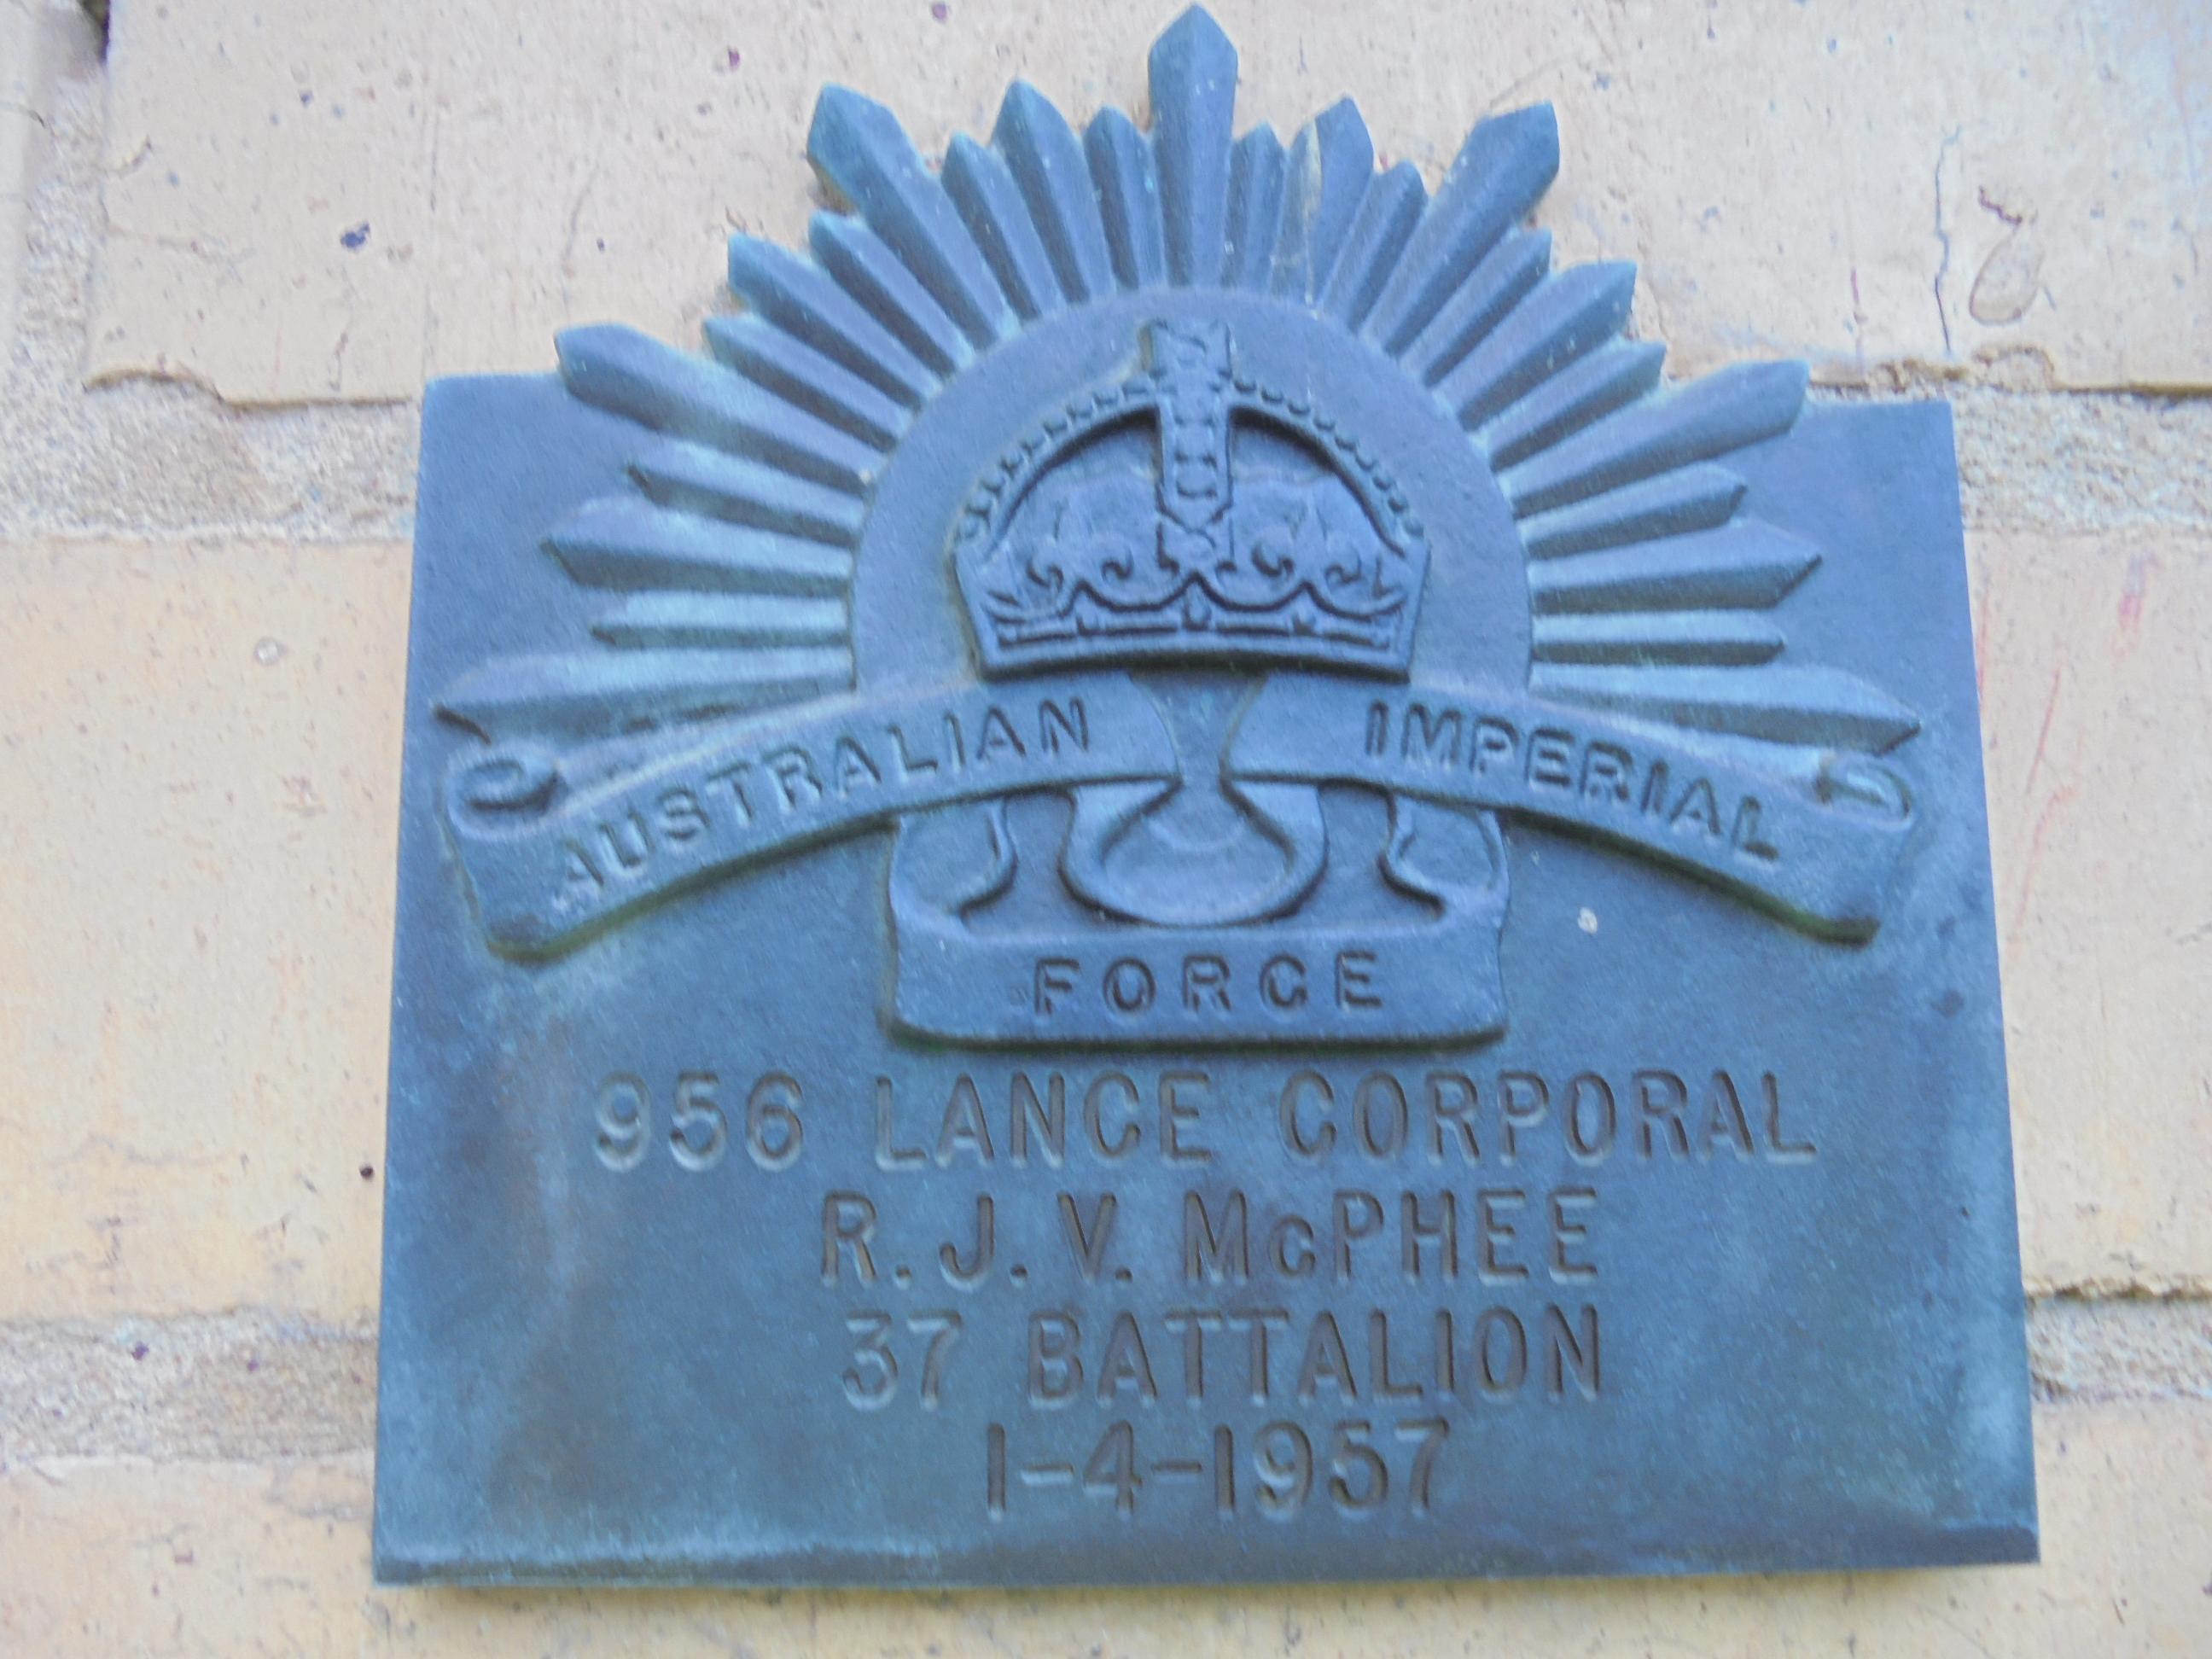 AUSTRALIAN IMPERIAL
FORCE
956 LANCE CORPORAL
R.J.V. McPHEE
37 BATTALION
1-4-1957